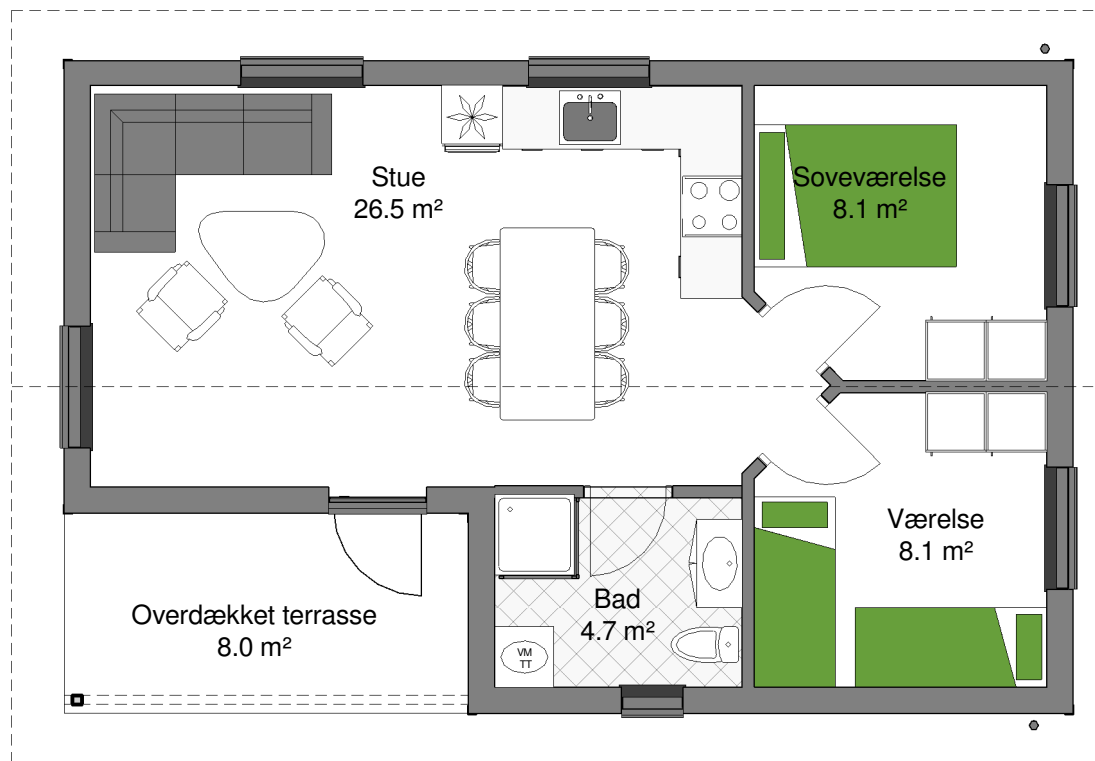 Stue
26.5 m²
Soveværelse
8.1 m²
Værelse
8.1 m²
Overdækket terrasse
8.0 m²
Bad
4.7 m²
VM
TT